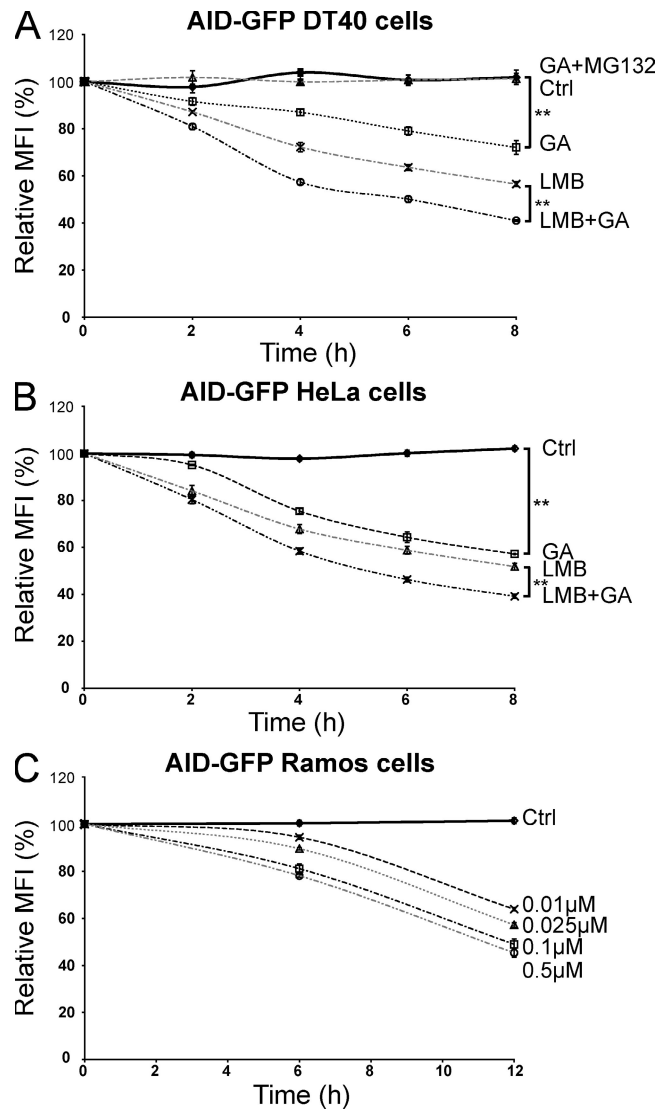 A
AID-GFP DT40 cells
Relative MFI (%)
120
100
80
60
40
20
0
GA+MG132
Ctrl
**
GA
LMB
**
LMB+GA
0 2 4 6 8
Time (h)
B
AID-GFP HeLa cells
Relative MFI (%)
120
100
80
60
40
20
0
Ctrl
**
GA
LMB
**
LMB+GA
0 2 4 6 8
Time (h)
C
AID-GFP Ramos cells
Relative MFI (%)
120
100
80
60
40
20
0
Ctrl
0.01µM
0.025µM
0.1µM
0.5µM
0 2 4 6 8 10 12
Time (h)